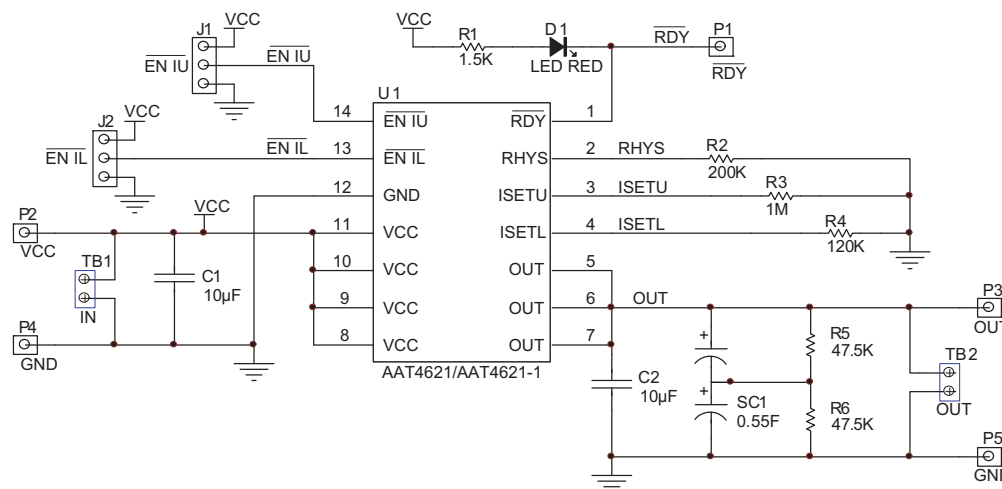 J1
VCC
EN IU
EN IU
VCC
R1
1.5K
D1
LED RED
RDY
P1
RDY
J2
VCC
EN IL
EN IL
U1
14
EN IU
RDY
1
13
EN IL
RHYS
2
RHYS
R2
200K
12
GND
ISETU
3
ISETU
R3
1M
P2
VCC
VCC
11
VCC
ISETL
4
ISETL
R4
120K
TB1
IN
C1
10µF
10
VCC
OUT
5
9
VCC
OUT
6
OUT
P3
OUT
P4
GND
8
VCC
OUT
7
AAT4621/AAT4621-1
C2
10µF
+
+
SC1
0.55F
R5
47.5K
R6
47.5K
TB2
OUT
P5
GND